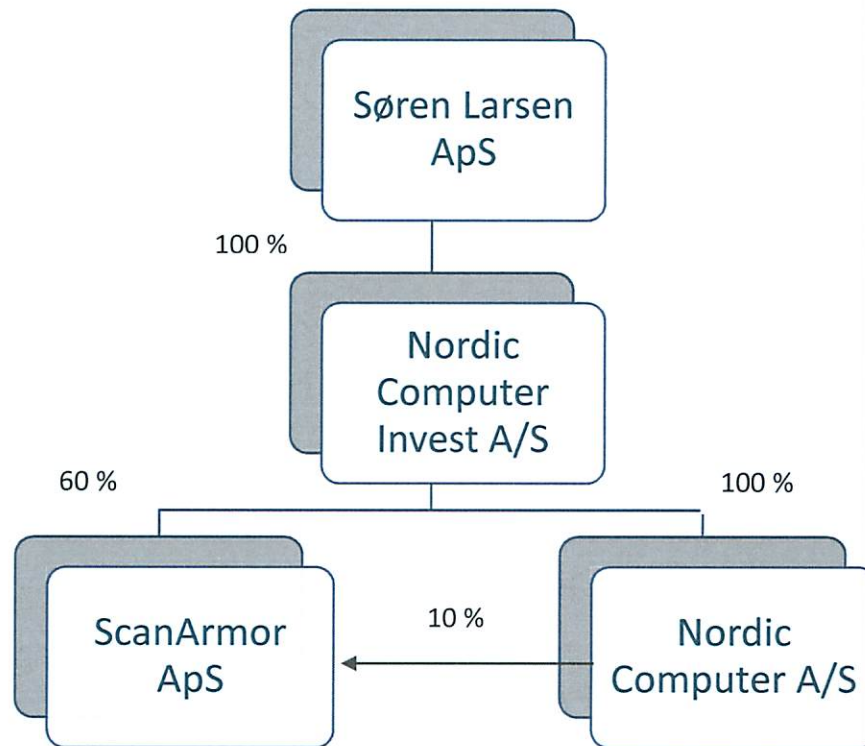 Søren Larsen
ApS
100 %
Nordic
Computer
Invest A/S
60 %
100 %
ScanArmor
ApS
10 %
Nordic
Computer A/S